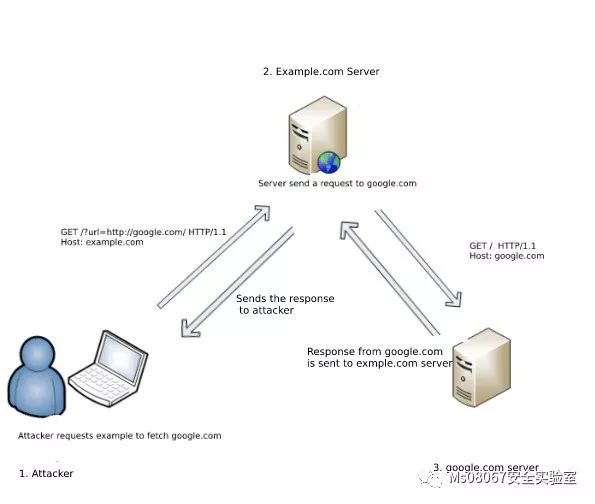 2. Example.com Server
Server send a request to google.com
GET /?url=http://google.com/ HTTP/1.1
Host: example.com
GET / HTTP/1.1
Host: google.com
Sends the response
to attacker
Response from google.com
is sent to exmple.com server
Attacker requests example to fetch google.com
1. Attacker
3. google.com server
Ms08067安全实验室